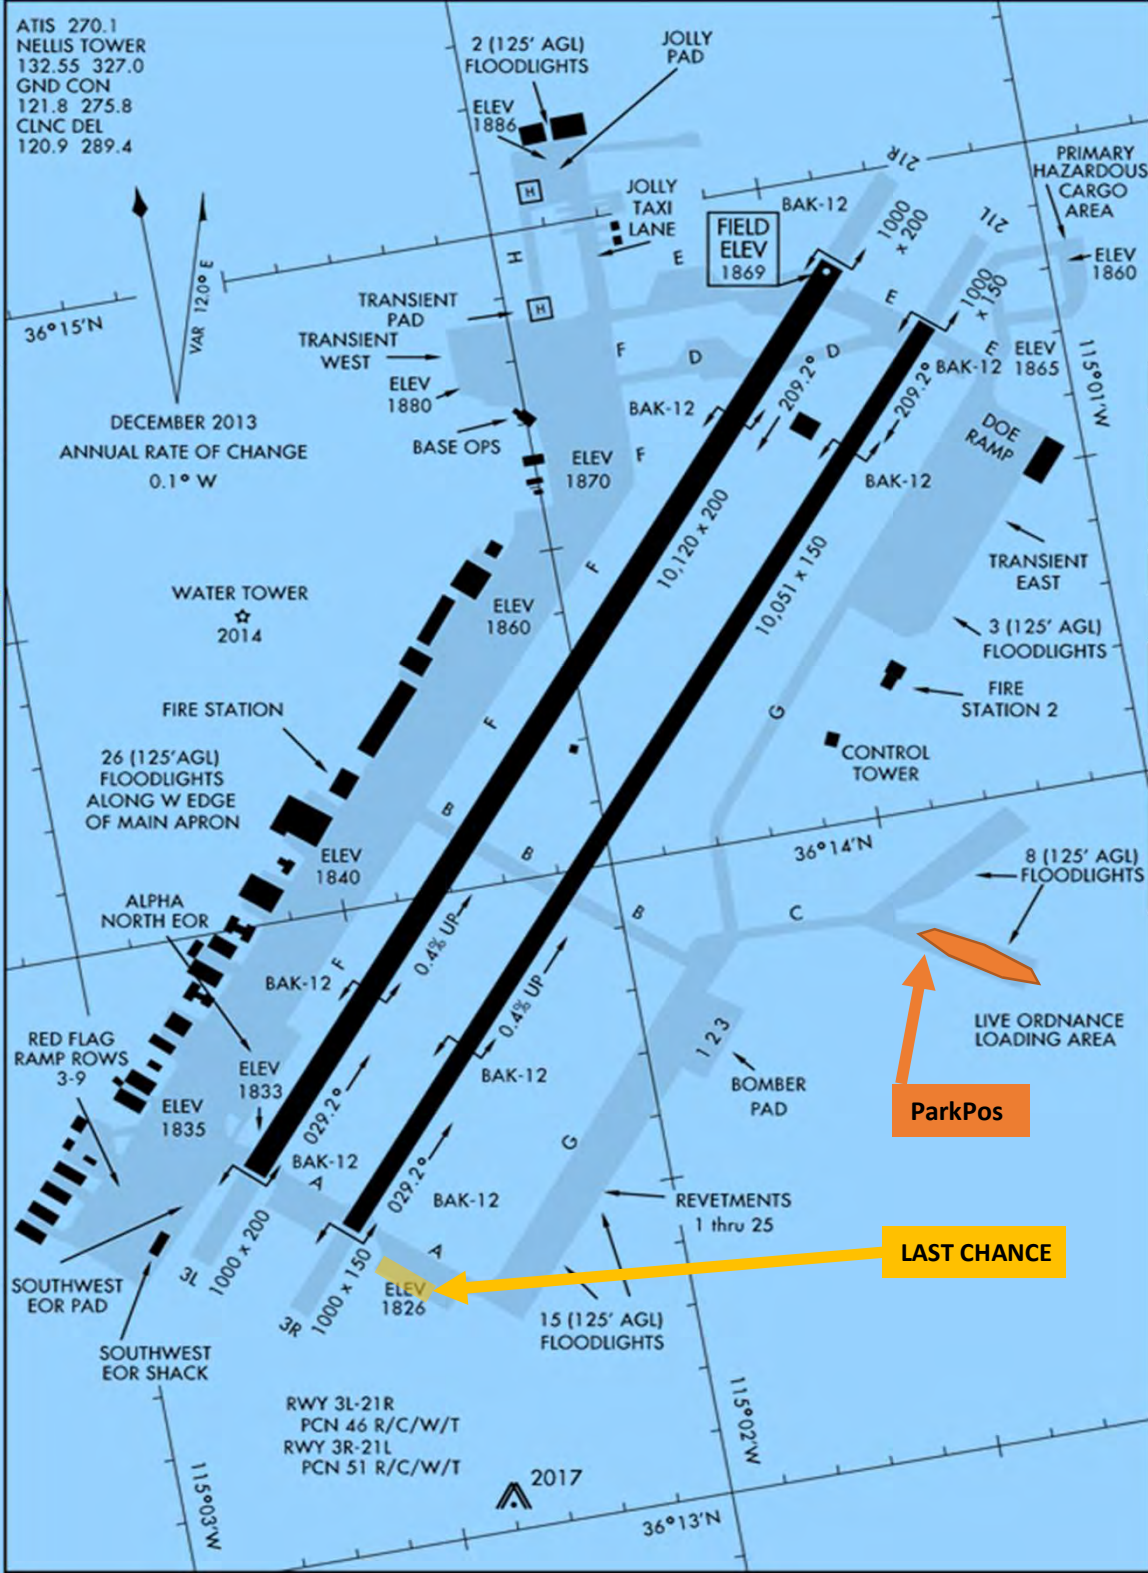 ATIS 270.1
NELLIS TOWER
132.55 327.0
GND CON
121.8 275.8
CLNC DEL
120.9 289.4
2 (125' AGL)
FLOODLIGHTS
JOLLY
PAD
ELEV
1886
H
JOLLY
TAXI
LANE
BAK-12
21R
1000
x 200
21L
PRIMARY
HAZARDOUS
CARGO
AREA
ELEV
1860
FIELD
ELEV
1869
H
E
E
1000
x 150
E
VAR 12.0° E
36°15'N
TRANSIENT
PAD
H
TRANSIENT
WEST
ELEV
1880
F
D
D
209.2°
209.2°
BAK-12
ELEV
1865
115°01'W
DECEMBER 2013
ANNUAL RATE OF CHANGE
0.1° W
BAK-12
BASE OPS
ELEV
1870
F
DOE
RAMP
BAK-12
10,120 x 200
10,051 x 150
TRANSIENT
EAST
F
WATER TOWER
2014
ELEV
1860
3 (125' AGL)
FLOODLIGHTS
FIRE
STATION 2
FIRE STATION
F
G
CONTROL
TOWER
26 (125'AGL)
FLOODLIGHTS
ALONG W EDGE
OF MAIN APRON
B
B
36°14'N
8 (125' AGL)
FLOODLIGHTS
ELEV
1840
ALPHA
NORTH EOR
B
C
0.4% UP
F
BAK-12
0.4% UP
RED FLAG
RAMP ROWS
3-9
ELEV
1833
ELEV
1835
1 2 3
LIVE ORDNANCE
LOADING AREA
BAK-12
BOMBER
PAD
ParkPos
029.2°
BAK-12
A
029.2°
BAK-12
G
REVETMENTS
1 thru 25
A
LAST CHANCE
SOUTHWEST
EOR PAD
3L
1000 x 200
1000 x 150
3R
ELEV
1826
15 (125' AGL)
FLOODLIGHTS
SOUTHWEST
EOR SHACK
RWY 3L-21R
PCN 46 R/C/W/T
RWY 3R-21L
PCN 51 R/C/W/T
115°02'W
115°03'W
2017
36°13'N